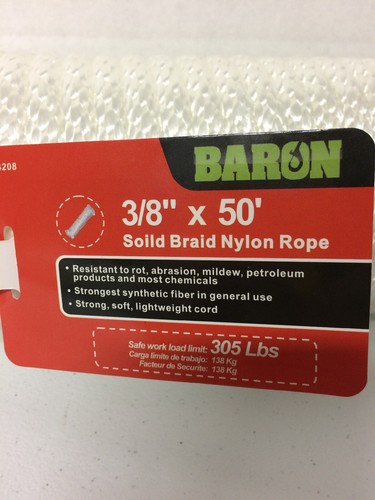 BARON
3/8" x 50'
Soild Braid Nylon Rope
• Resistant to rot, abrasion, mildew, petroleum
products and most chemicals
• Strongest synthetic fiber in general use
• Strong, soft, lightweight cord
Safe work load limit: 305 Lbs
Carga limite de trabajo: 138 Kg
Facteur de Securite: 138 Kg